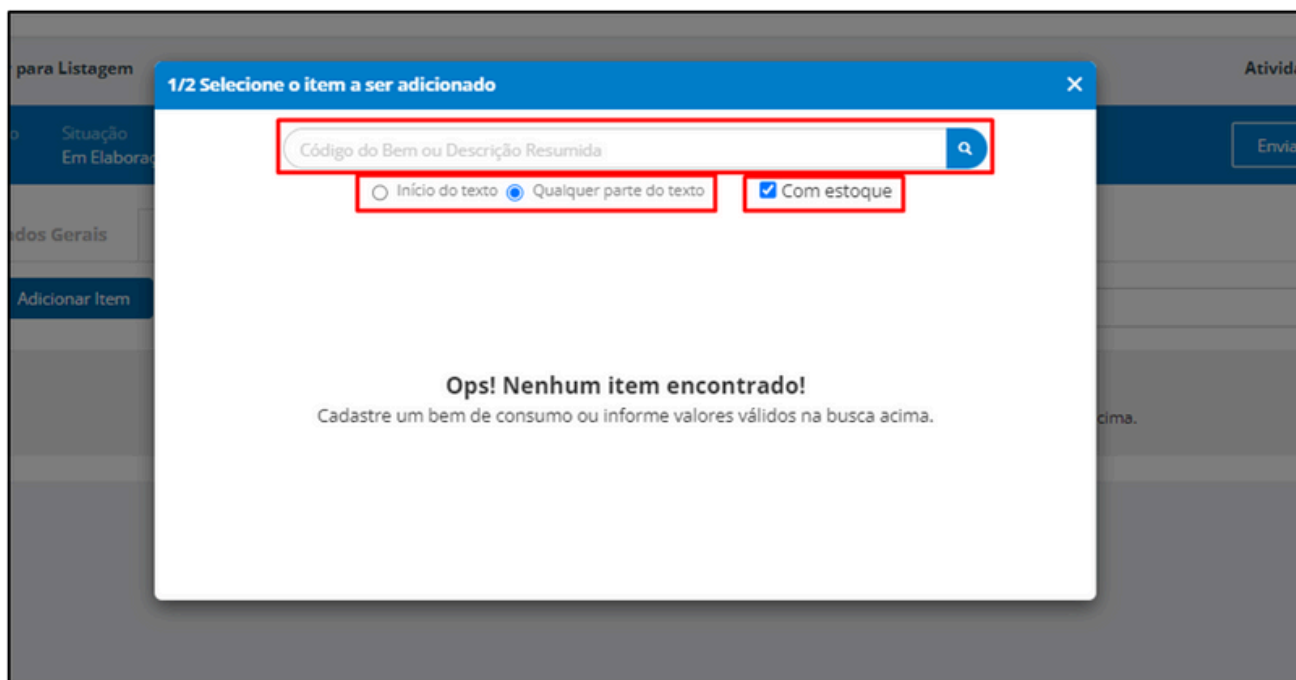 para Listagem
Ativida
1/2 Selecione o item a ser adicionado
Situação
Em Elaborac
Envia
Código do Bem ou Descrição Resumida
Início do texto Qualquer parte do texto Com estoque
dos Gerais
Adicionar Item
Ops! Nenhum item encontrado!
Cadastre um bem de consumo ou informe valores válidos na busca acima.
cima.